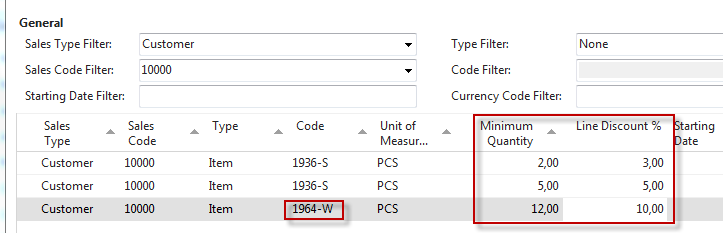 General
Sales Type Filter: Customer Type Filter: None
Sales Code Filter: 10000 Code Filter:
Starting Date Filter: Currency Code Filter:
Sales Type Sales Code Type Code Unit of Measur... Minimum Quantity Line Discount % Starting Date
Customer 10000 Item 1936-S PCS 2,00 3,00
Customer 10000 Item 1936-S PCS 5,00 5,00
Customer 10000 Item 1964-W PCS 12,00 10,00